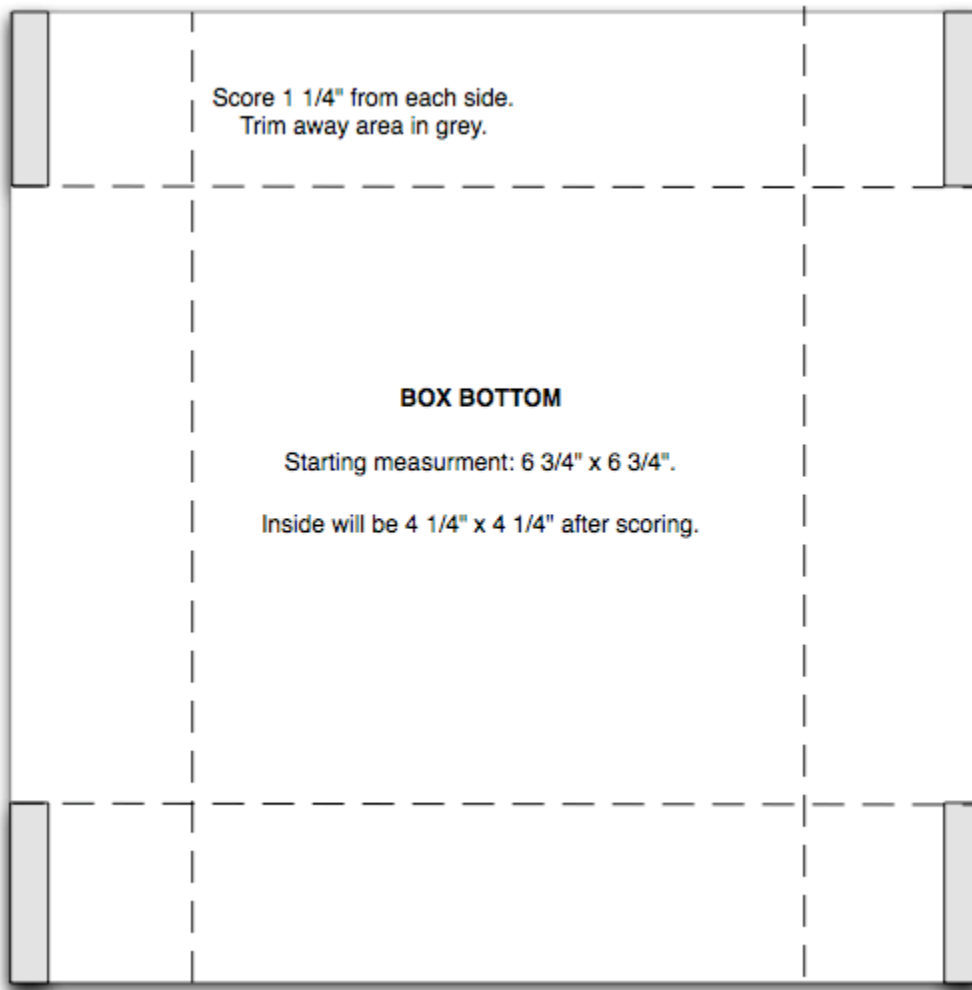 Score 1 1/4" from each side.
Trim away area in grey.
BOX BOTTOM
Starting measurment: 6 3/4" x 6 3/4".
Inside will be 4 1/4" x 4 1/4" after scoring.